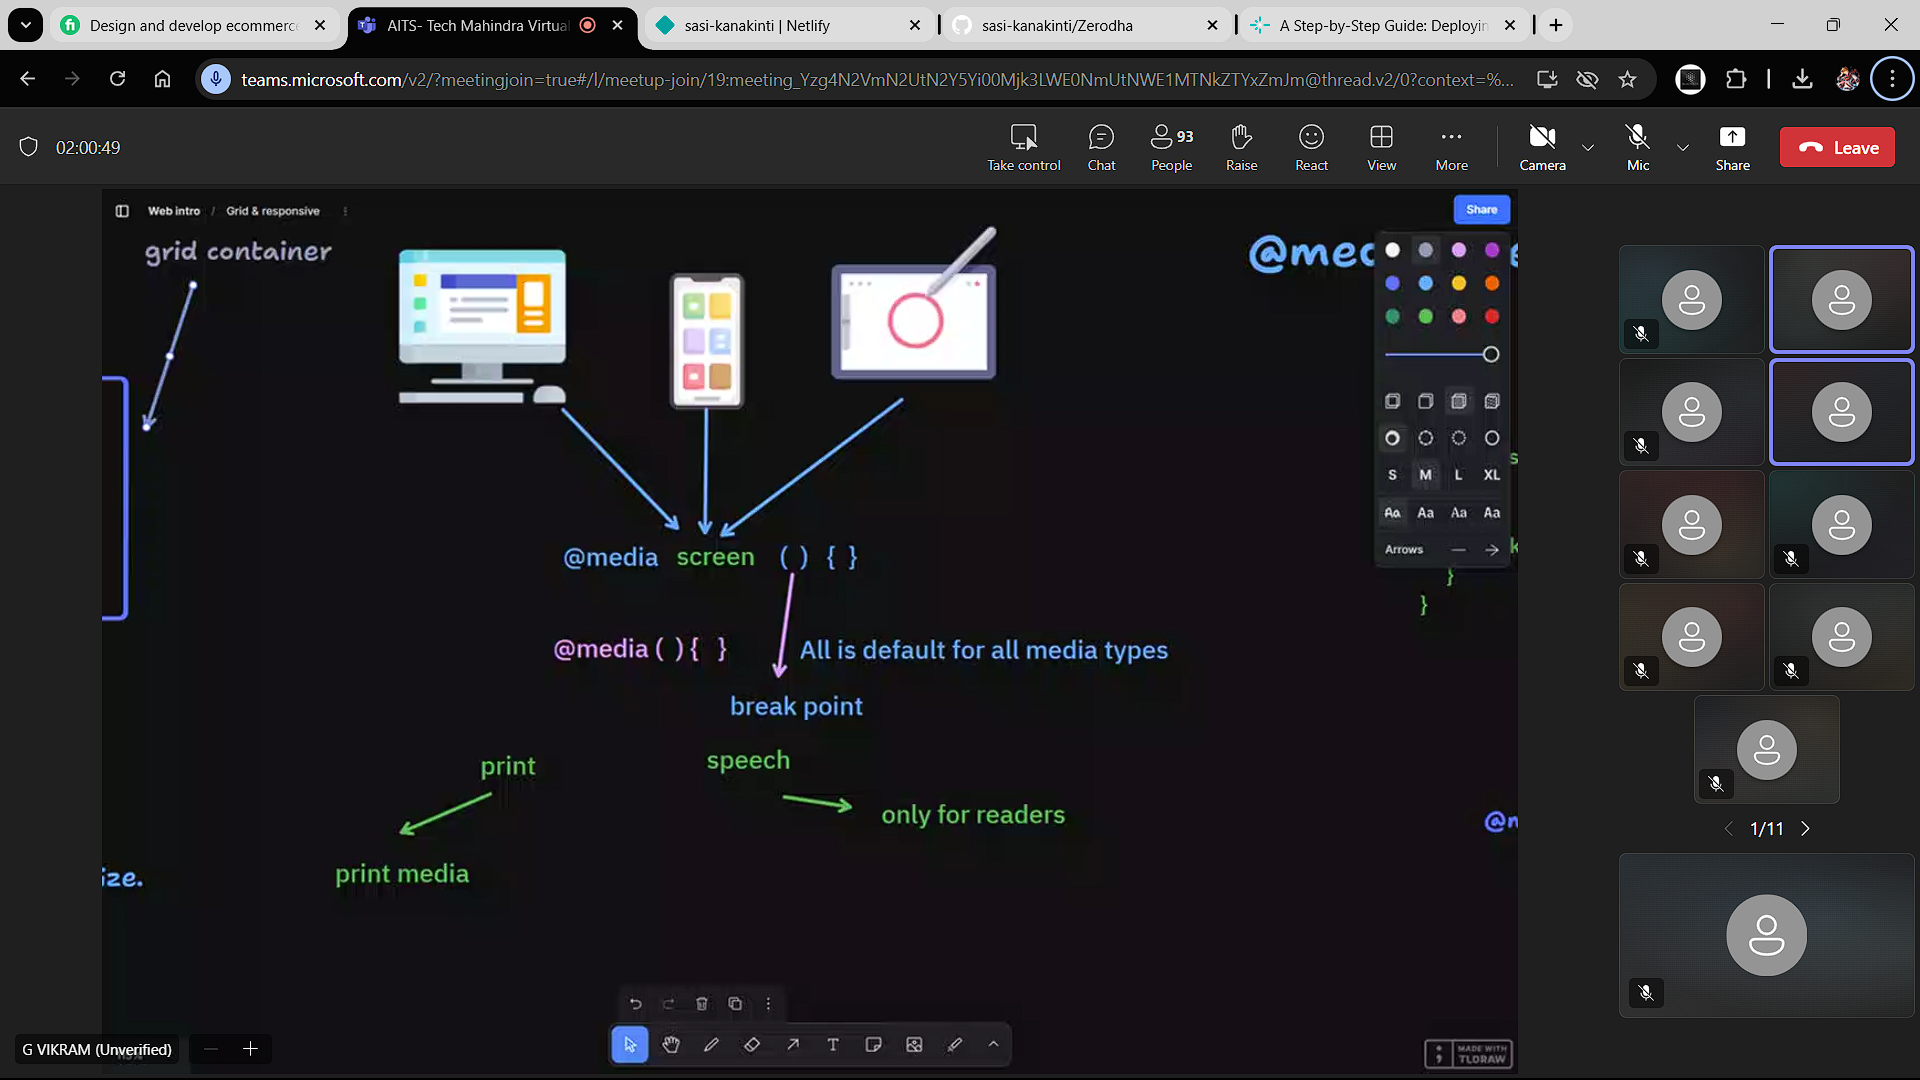 Design and develop ecommerc
AITS- Tech Mahindra Virtual
sasi-kanakinti | Netlify
sasi-kanakinti/Zerodha
A Step-by-Step Guide: Deployin
teams.microsoft.com/v2/?meetingjoin=true#/l/meetup-join/19:meeting_Yzg4N2VmN2UtN2Y5Yi00Mjk3LWE0NmUtNWE1MTNkZTYxZmJm@thread.v2/0?context=%...
02:00:49
Take control
Chat
93
People
Raise
React
View
More
Camera
Mic
Share
Leave
Web intro / Grid & responsive
Share
grid container
@med
S M L XL
Aa Aa Aa Aa
Arrows
@media screen ( ) { }
}
}
@media ( ) { }
All is default for all media types
break point
print
speech
only for readers
print media
ize.
@m
1/11
G VIKRAM (Unverified)
T
MADE WITH
TLDRAW